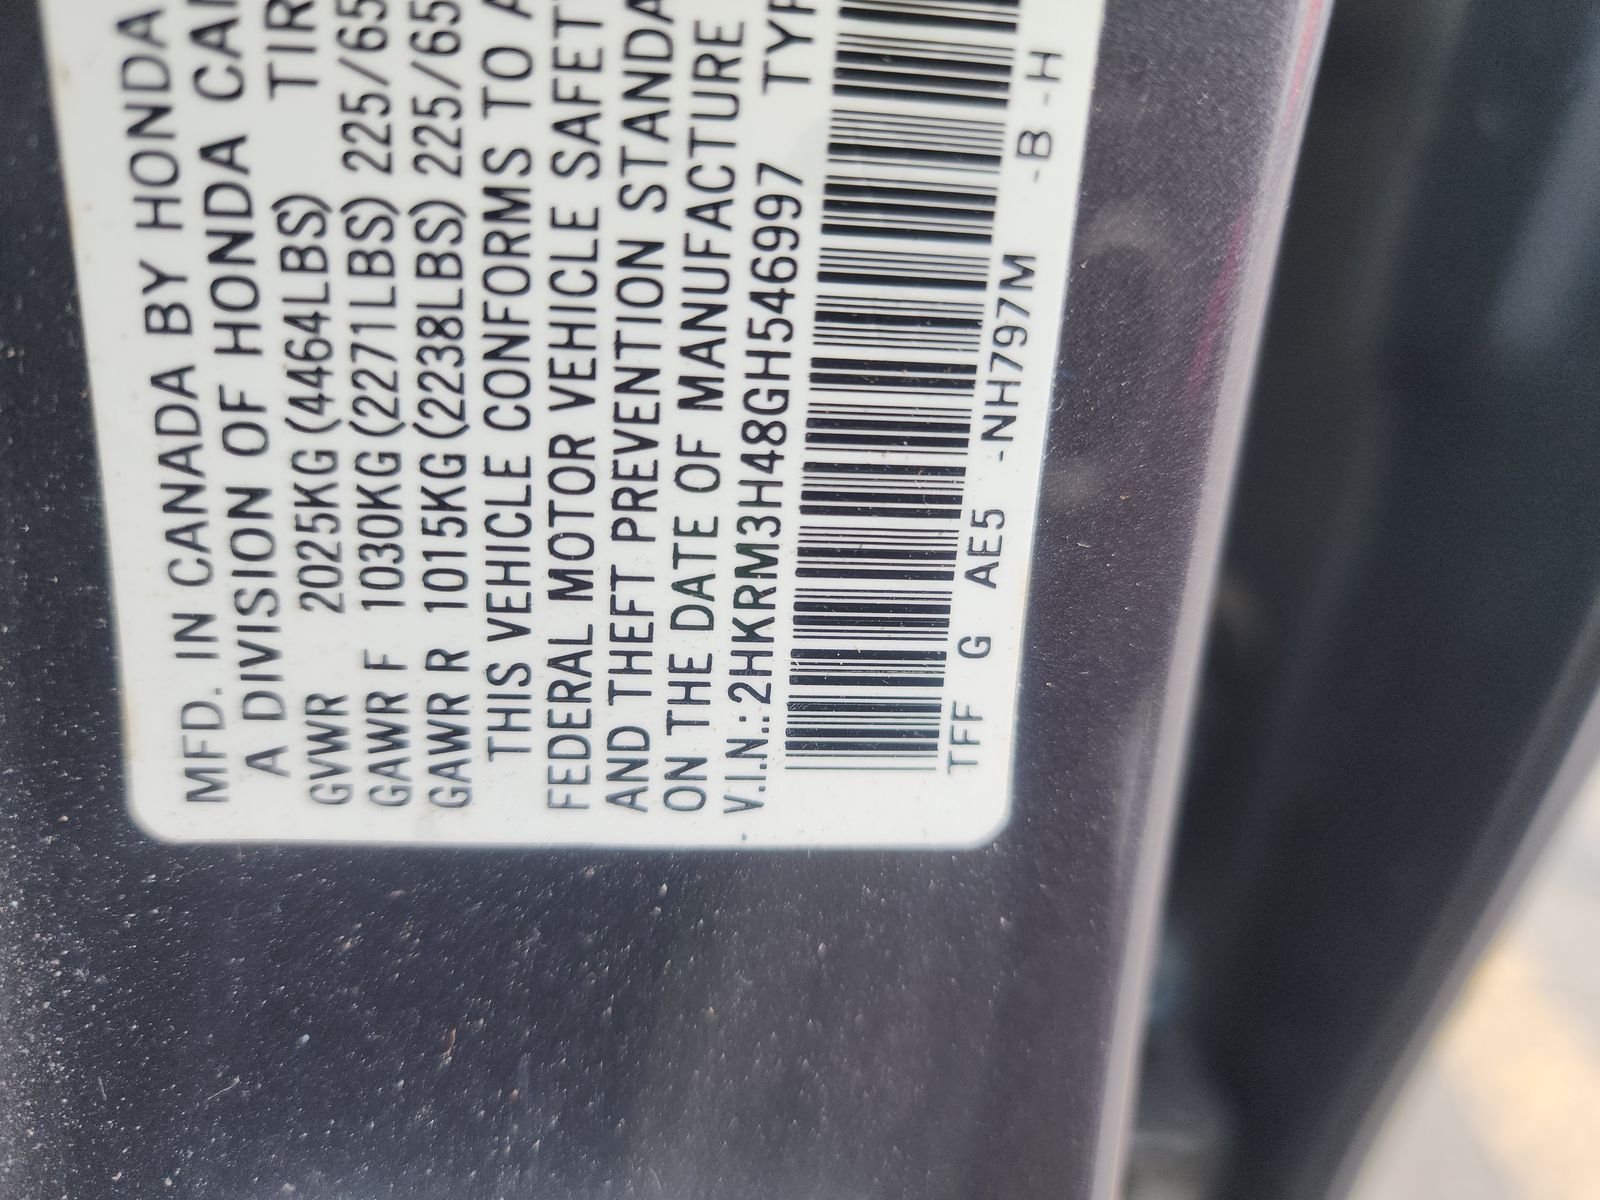 MFD. IN CANADA BY HONDA
A DIVISION OF HONDA
GVWR 2025KG (4464LBS)
GAWR F 1030KG (2271LBS) 225/65
GAWR R 1015KG (2238LBS) 225/65
THIS VEHICLE CONFORMS TO
FEDERAL MOTOR VEHICLE
AND THEFT PREVENTION
ON THE DATE OF MANUFACTURE
V.I.N.: 2HKRM3H48GH546997
TFF G AE5 -NH797M -B -H